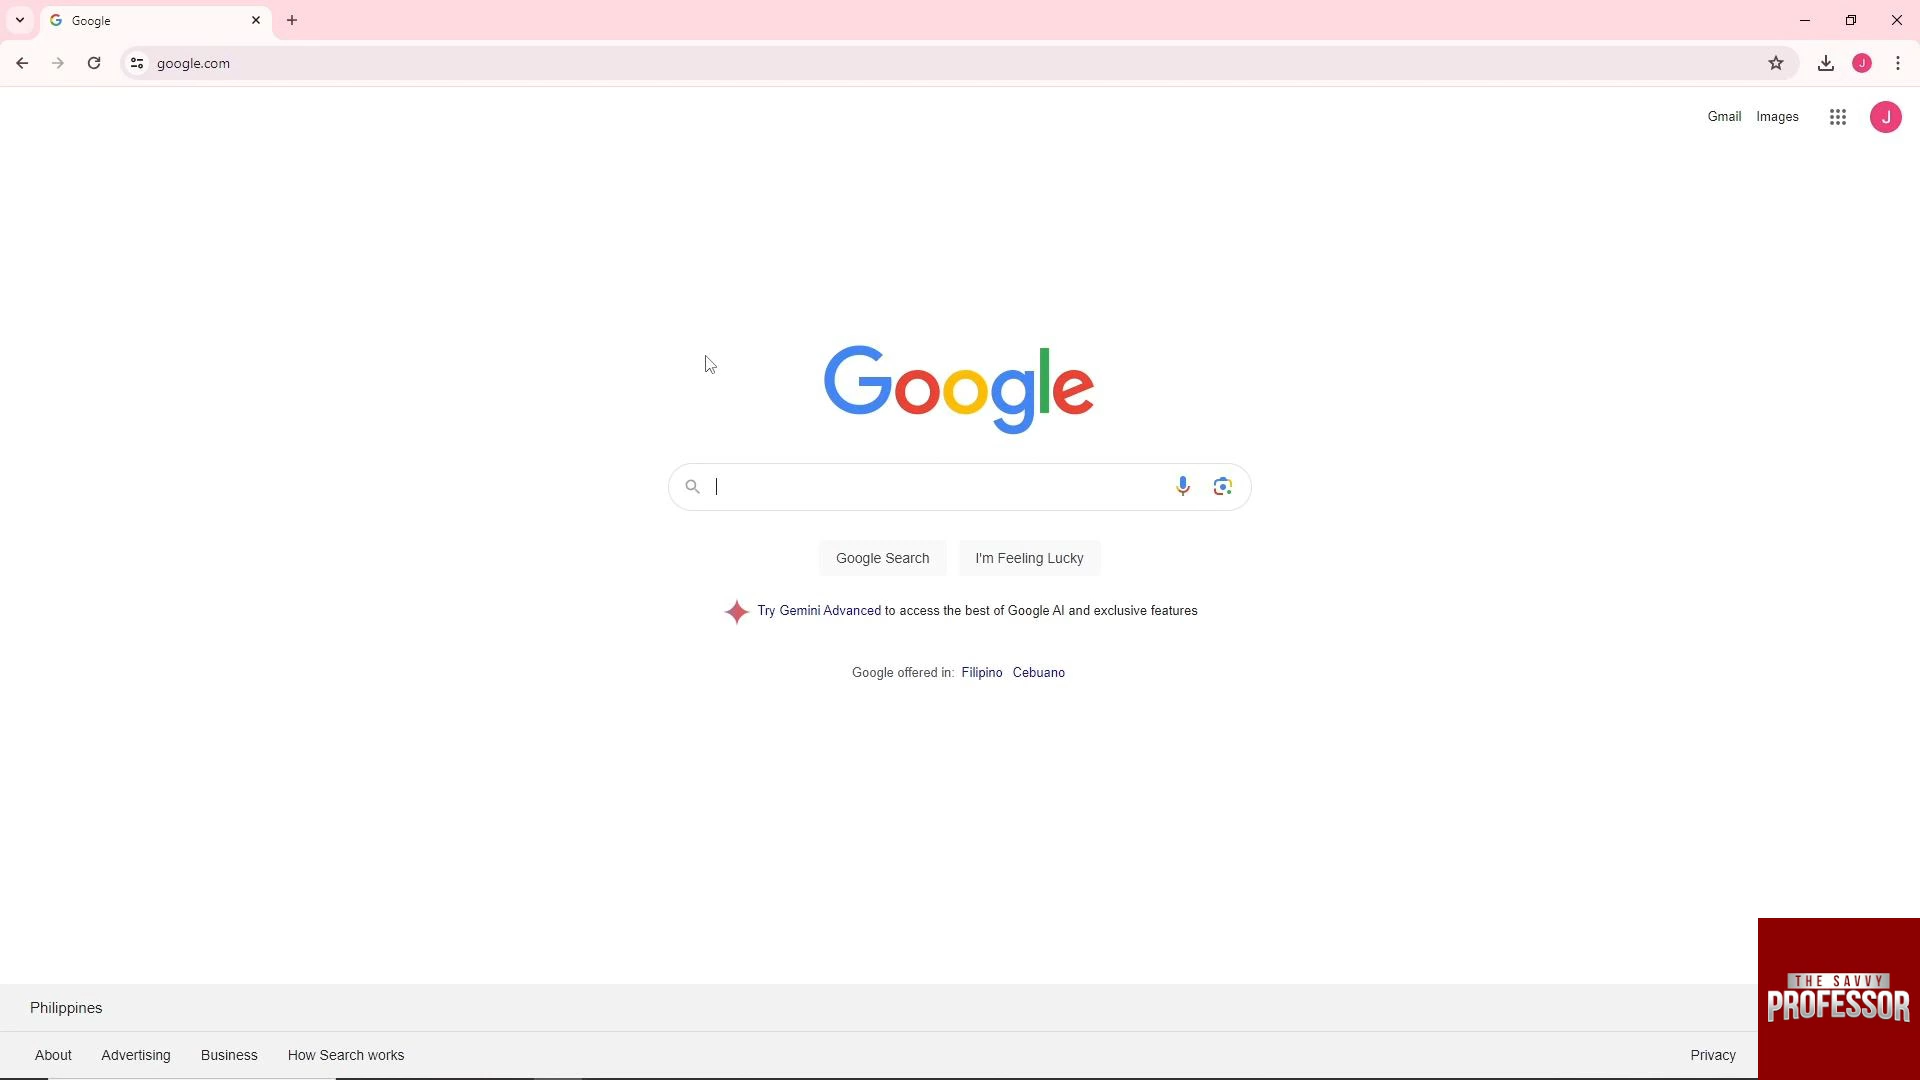 Google
google.com
J
Gmail Images
J
Google
Google Search I'm Feeling Lucky
Try Gemini Advanced to access the best of Google AI and exclusive features
Google offered in: Filipino Cebuano
Philippines
About Advertising Business How Search works Privacy
THE SAVVY
PROFESSOR